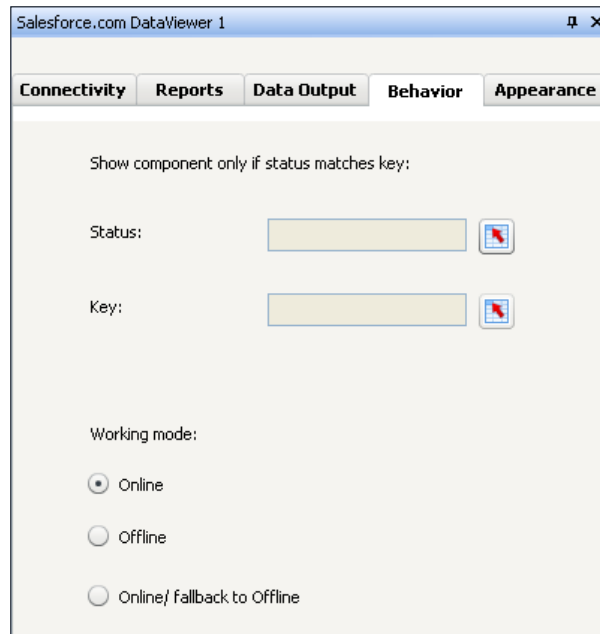 Salesforce.com DataViewer 1
Connectivity Reports Data Output Behavior Appearance
Show component only if status matches key:
Status:
Key:
Working mode:
Online
Offline
Online/ fallback to Offline